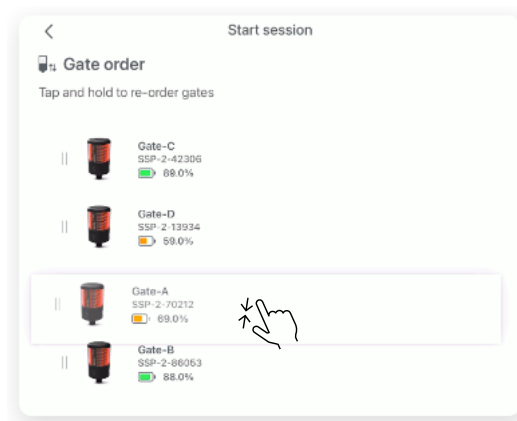 Start session
Gate order
Tap and hold to re-order gates
Gate-C
SSP-2-42306
89.0%
Gate-D
SSP-2-13934
59.0%
Gate-A
SSP-2-70212
69.0%
Gate-B
SSP-2-86053
88.0%